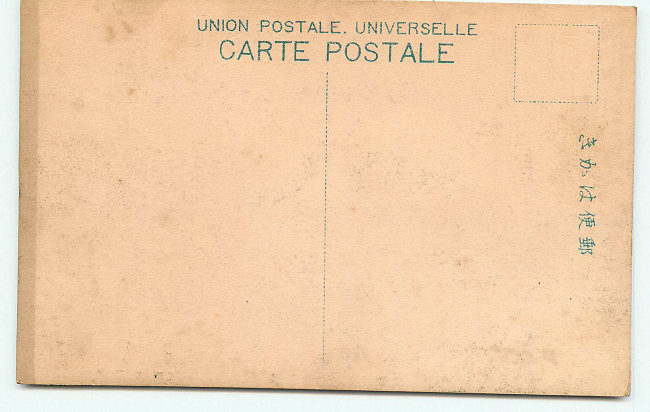 UNION POSTALE. UNIVERSELLE
CARTE POSTALE
郵便はかき